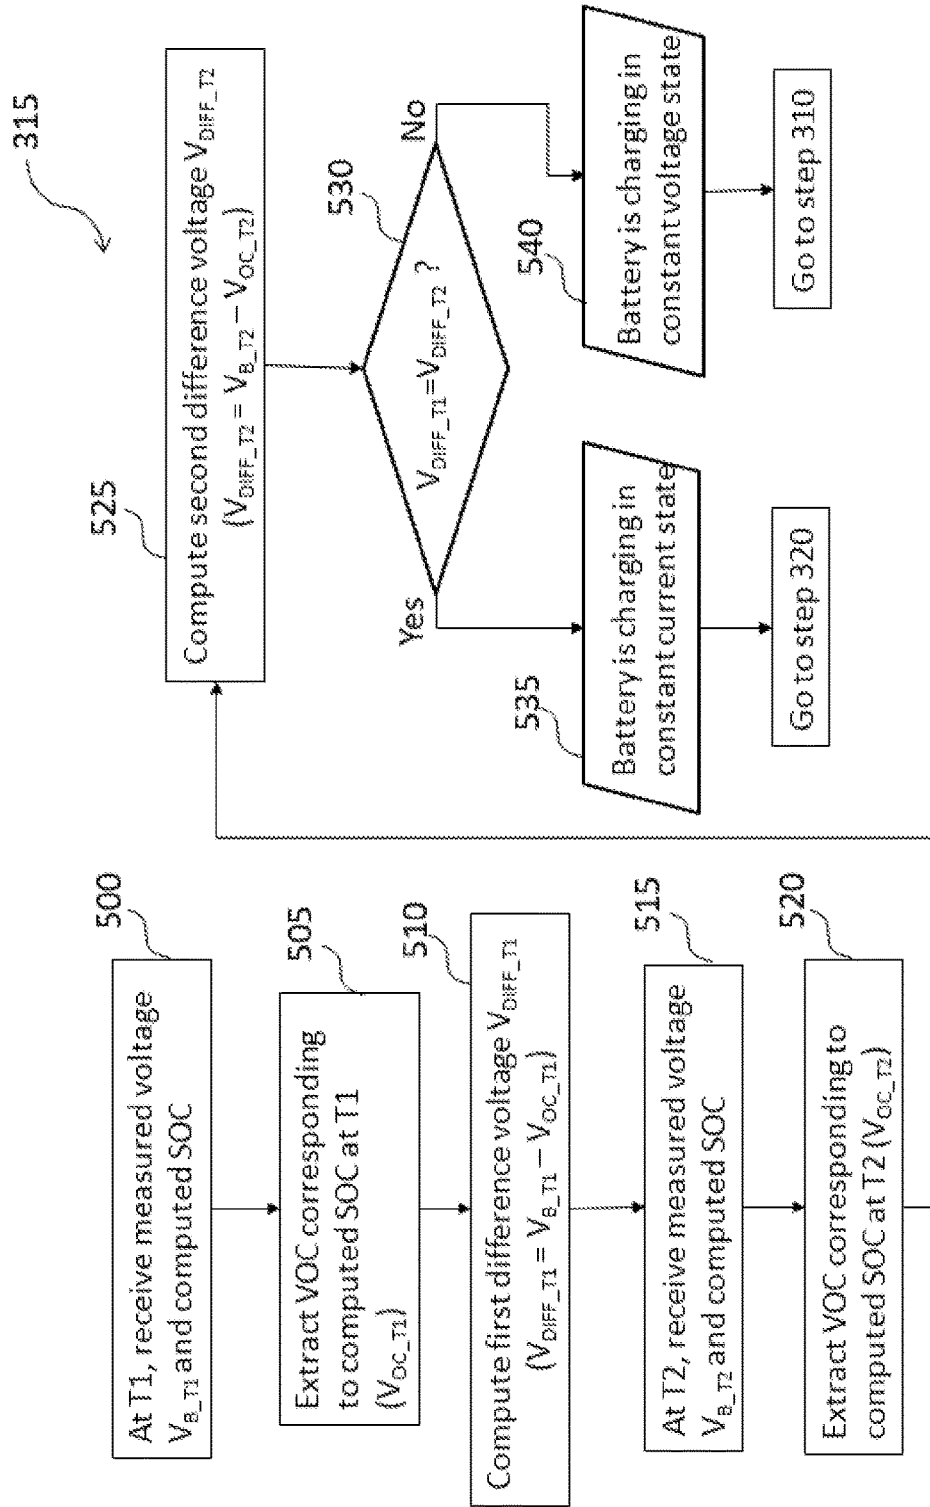 315
500
At T1, receive measured voltage
V_B_T1 and computed SOC
505
Extract VOC corresponding
to computed SOC at T1
(V_OC_T1)
510
Compute first difference voltage V_DIFF_T1
(V_DIFF_T1 = V_B_T1 – V_OC_T1)
515
At T2, receive measured voltage
V_B_T2 and computed SOC
520
Extract VOC corresponding to
computed SOC at T2 (V_OC_T2)
525
Compute second difference voltage V_DIFF_T2
(V_DIFF_T2 = V_B_T2 – V_OC_T2)
530
V_DIFF_T1=V_DIFF_T2 ?
Yes
No
535
Battery is charging in
constant current state
Go to step 320
540
Battery is charging in
constant voltage state
Go to step 310